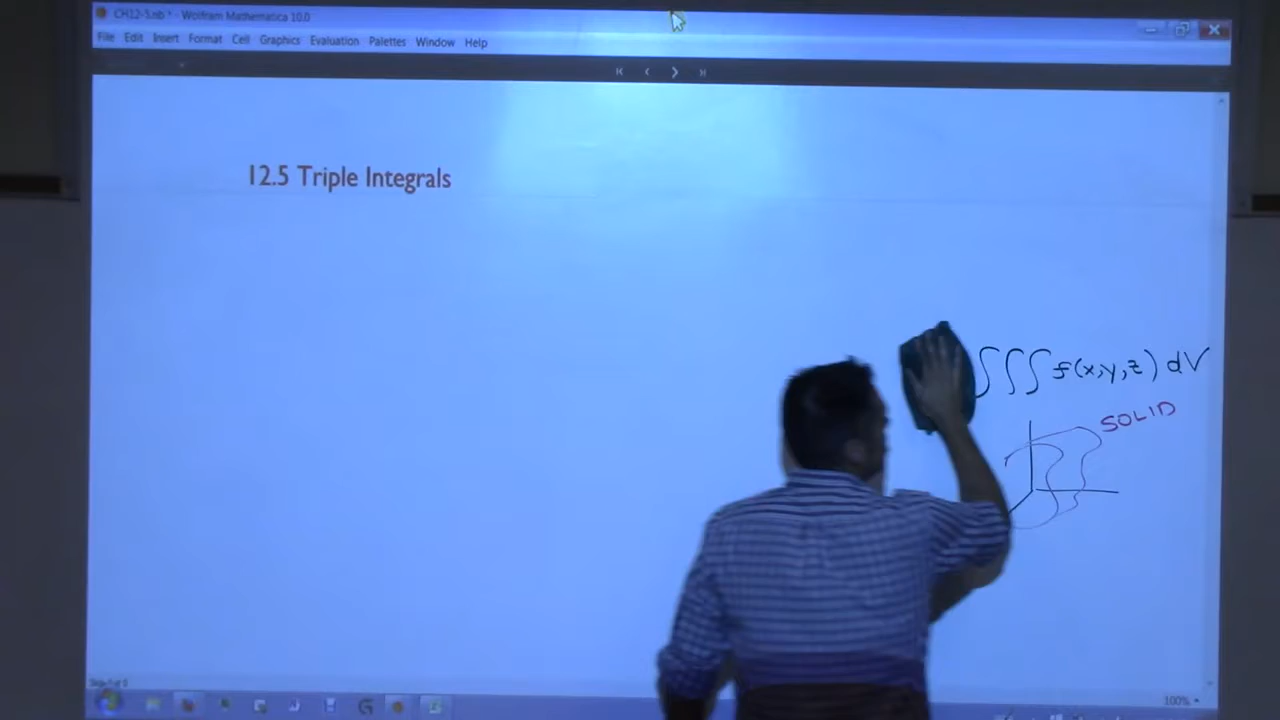 CH12-5.nb * - Wolfram Mathematica 10.0
File Edit Insert Format Cell Graphics Evaluation Palettes Window Help
12.5 Triple Integrals
∫∫∫ f(x,y,z) dV
SOLID
100%